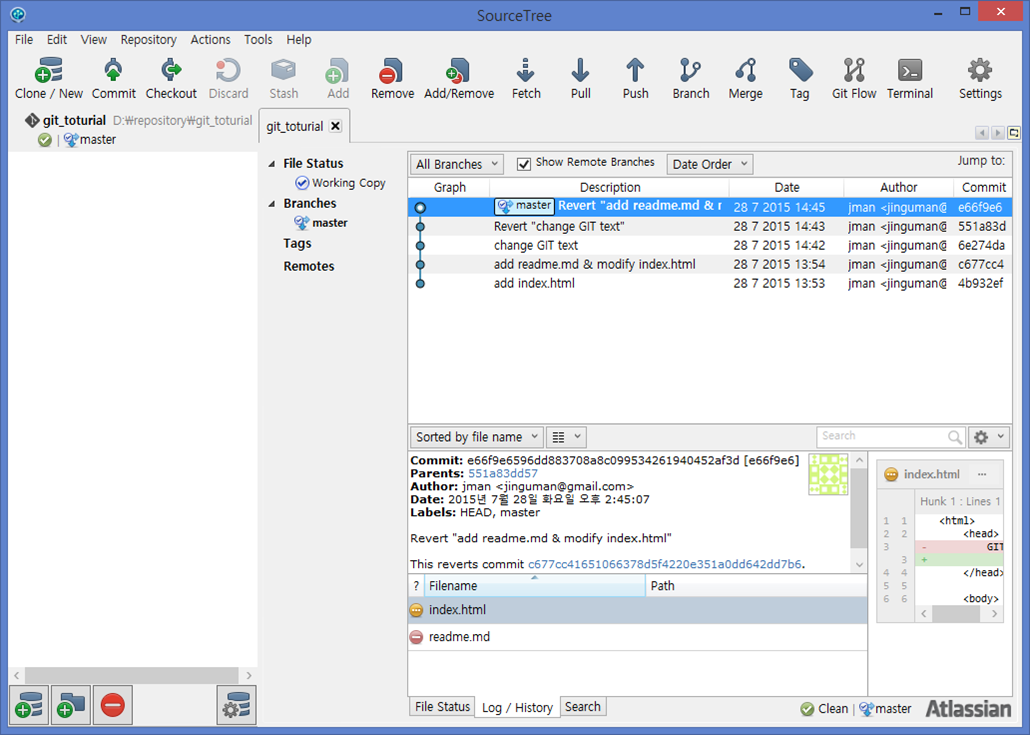 SourceTree
File Edit View Repository Actions Tools Help
Clone / New Commit Checkout Discard Stash Add Remove Add/Remove Fetch Pull Push Branch Merge Tag Git Flow Terminal Settings
git_toturial D:₩repository₩git_toturial
master
git_toturial
File Status
Working Copy
Branches
master
Tags
Remotes
All Branches Show Remote Branches Date Order Jump to:
Graph Description Date Author Commit
master Revert "add readme.md & r 28 7 2015 14:45 jman <jinguman@ e66f9e6
Revert "change GIT text" 28 7 2015 14:43 jman <jinguman@ 551a83d
change GIT text 28 7 2015 14:42 jman <jinguman@ 6e274da
add readme.md & modify index.html 28 7 2015 13:54 jman <jinguman@ c677cc4
add index.html 28 7 2015 13:53 jman <jinguman@ 4b932ef
Sorted by file name Search
Commit: e66f9e6596dd883708a8c099534261940452af3d [e66f9e6]
Parents: 551a83dd57
Author: jman <jinguman@gmail.com>
Date: 2015년 7월 28일 화요일 오후 2:45:07
Labels: HEAD, master
Revert "add readme.md & modify index.html"
This reverts commit c677cc41651066378d5f4220e351a0dd642dd7b6.
? Filename Path
index.html
readme.md
index.html ...
Hunk 1 : Lines 1
1 1 <html>
2 2 <head>
3 - GIT
3 +
4 4 </head>
5 5
6 6 <body>
File Status Log / History Search
Clean master Atlassian